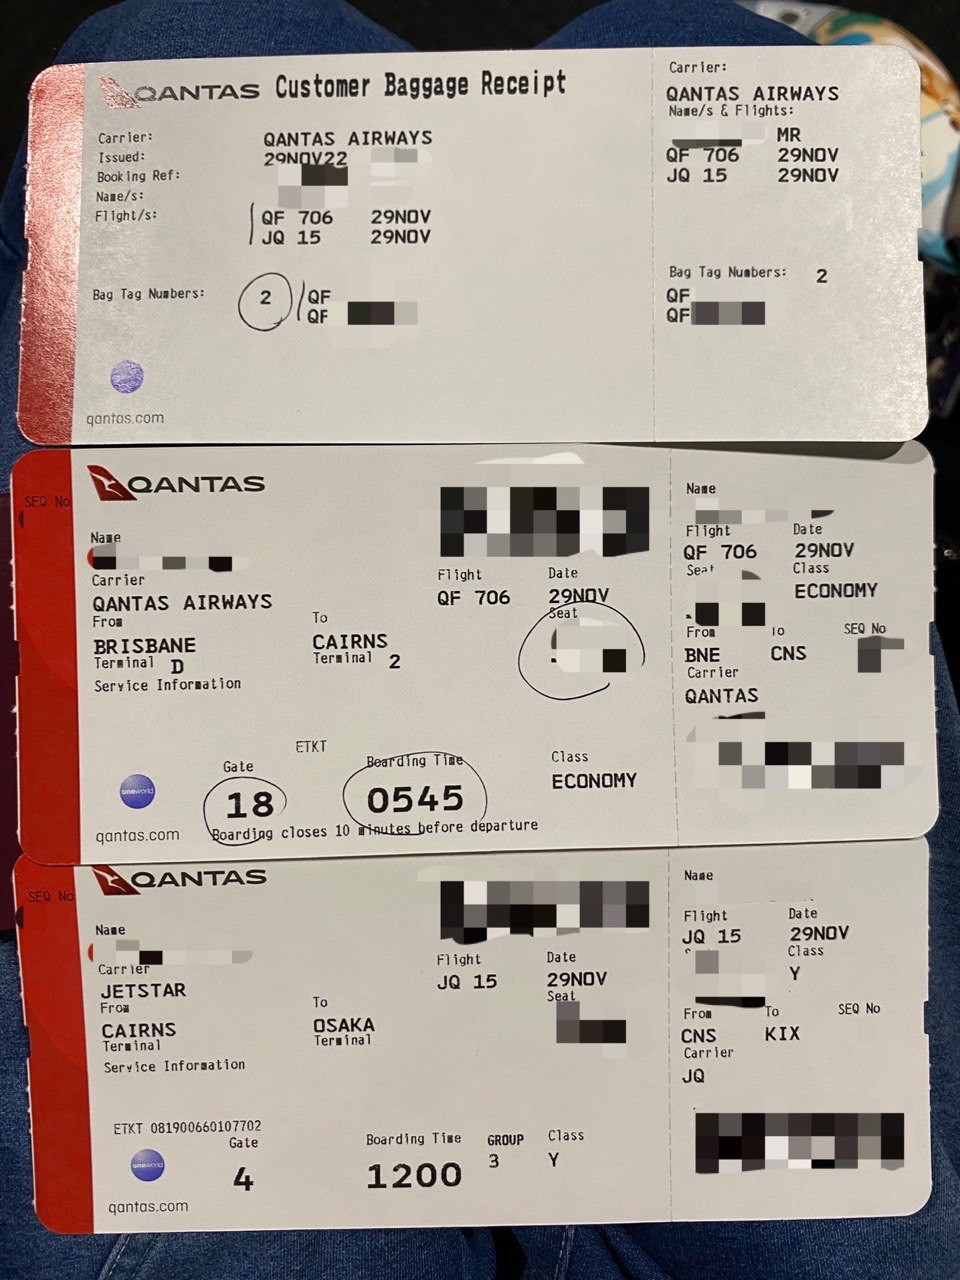 QANTAS Customer Baggage Receipt
Carrier: QANTAS AIRWAYS
Issued: 29NOV22
Booking Ref:
Name/s:
Flight/s: QF 706 29NOV
JQ 15 29NOV
Bag Tag Numbers: 2 QF
QF
qantas.com
Carrier:
QANTAS AIRWAYS
Name/s & Flights:
MR
QF 706 29NOV
JQ 15 29NOV
Bag Tag Numbers: 2
QF
QF
QANTAS
SEQ No
Name
Carrier
QANTAS AIRWAYS
From
BRISBANE
Terminal D
To
CAIRNS
Terminal 2
Service Information
Flight Date
QF 706 29NOV
Seat
ETKT
Gate
18
Boarding Time
0545
Class
ECONOMY
Boarding closes 10 minutes before departure
oneworld
qantas.com
Name
Flight Date
QF 706 29NOV
Seat Class
ECONOMY
From To SEQ No
BNE CNS
Carrier
QANTAS
QANTAS
SEQ No
Name
Carrier
JETSTAR
From
CAIRNS
Terminal
To
OSAKA
Terminal
Service Information
Flight Date
JQ 15 29NOV
Seat
ETKT 081900660107702
Gate
4
Boarding Time
1200
GROUP
3
Class
Y
oneworld
qantas.com
Name
Flight Date
JQ 15 29NOV
Class
Y
From To SEQ No
CNS KIX
Carrier
JQ